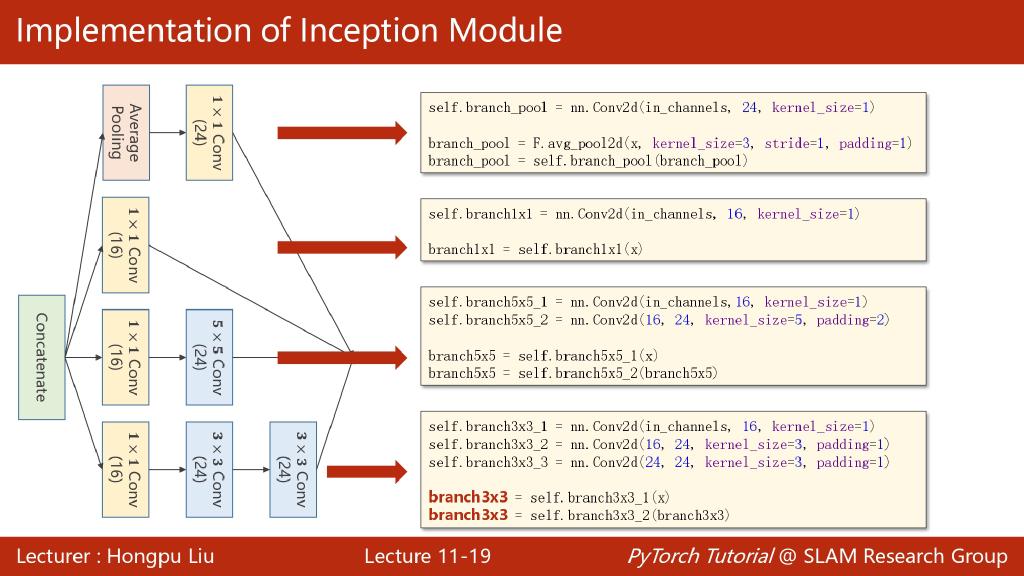 Implementation of Inception Module
Average
Pooling
1 × 1 Conv
(24)
self.branch_pool = nn.Conv2d(in_channels, 24, kernel_size=1)
branch_pool = F.avg_pool2d(x, kernel_size=3, stride=1, padding=1)
branch_pool = self.branch_pool(branch_pool)
1 × 1 Conv
(16)
self.branch1x1 = nn.Conv2d(in_channels, 16, kernel_size=1)
branch1x1 = self.branch1x1(x)
Concatenate
1 × 1 Conv
(16)
5 × 5 Conv
(24)
self.branch5x5_1 = nn.Conv2d(in_channels, 16, kernel_size=1)
self.branch5x5_2 = nn.Conv2d(16, 24, kernel_size=5, padding=2)
branch5x5 = self.branch5x5_1(x)
branch5x5 = self.branch5x5_2(branch5x5)
1 × 1 Conv
(16)
3 × 3 Conv
(24)
3 × 3 Conv
(24)
self.branch3x3_1 = nn.Conv2d(in_channels, 16, kernel_size=1)
self.branch3x3_2 = nn.Conv2d(16, 24, kernel_size=3, padding=1)
self.branch3x3_3 = nn.Conv2d(24, 24, kernel_size=3, padding=1)
branch3x3 = self.branch3x3_1(x)
branch3x3 = self.branch3x3_2(branch3x3)
Lecturer : Hongpu Liu
Lecture 11-19
PyTorch Tutorial @ SLAM Research Group